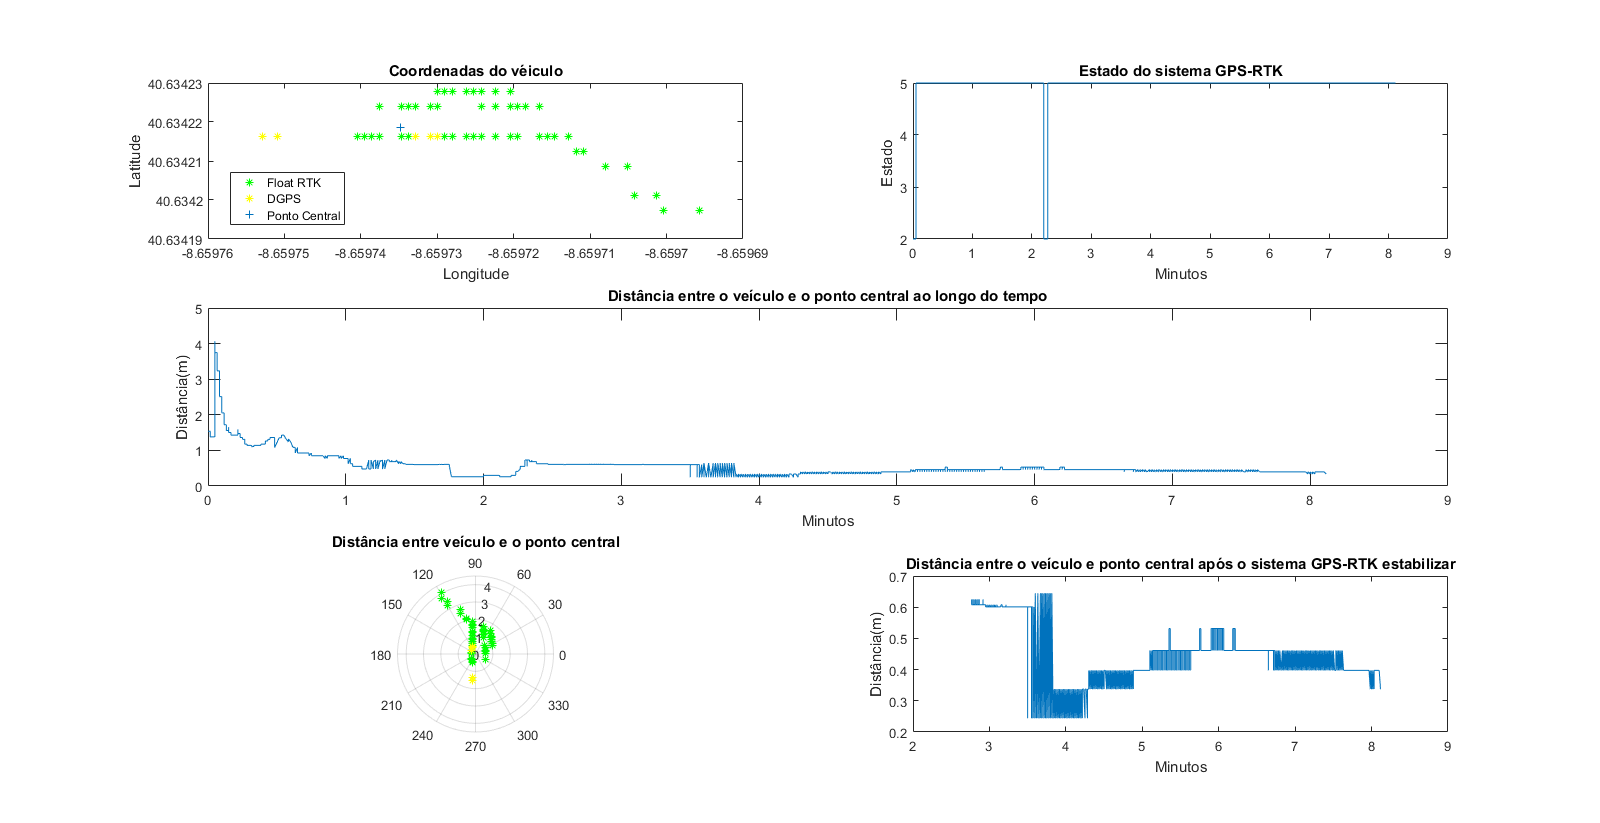 Coordenadas do véiculo
40.63423
40.63422
40.63421
40.6342
40.63419
Latitude
Float RTK
DGPS
Ponto Central
-8.65976 -8.65975 -8.65974 -8.65973 -8.65972 -8.65971 -8.6597 -8.65969
Longitude
Estado do sistema GPS-RTK
5
4
3
2
Estado
0 1 2 3 4 5 6 7 8 9
Minutos
Distância entre o veículo e o ponto central ao longo do tempo
5
4
3
2
1
0
Distância(m)
0 1 2 3 4 5 6 7 8 9
Minutos
Distância entre veículo e o ponto central
90
120 60
150 30
180 0
210 330
240 300
270
4
3
2
1
0
Distância entre o veículo e ponto central após o sistema GPS-RTK estabilizar
0.7
0.6
0.5
0.4
0.3
0.2
Distância(m)
2 3 4 5 6 7 8 9
Minutos